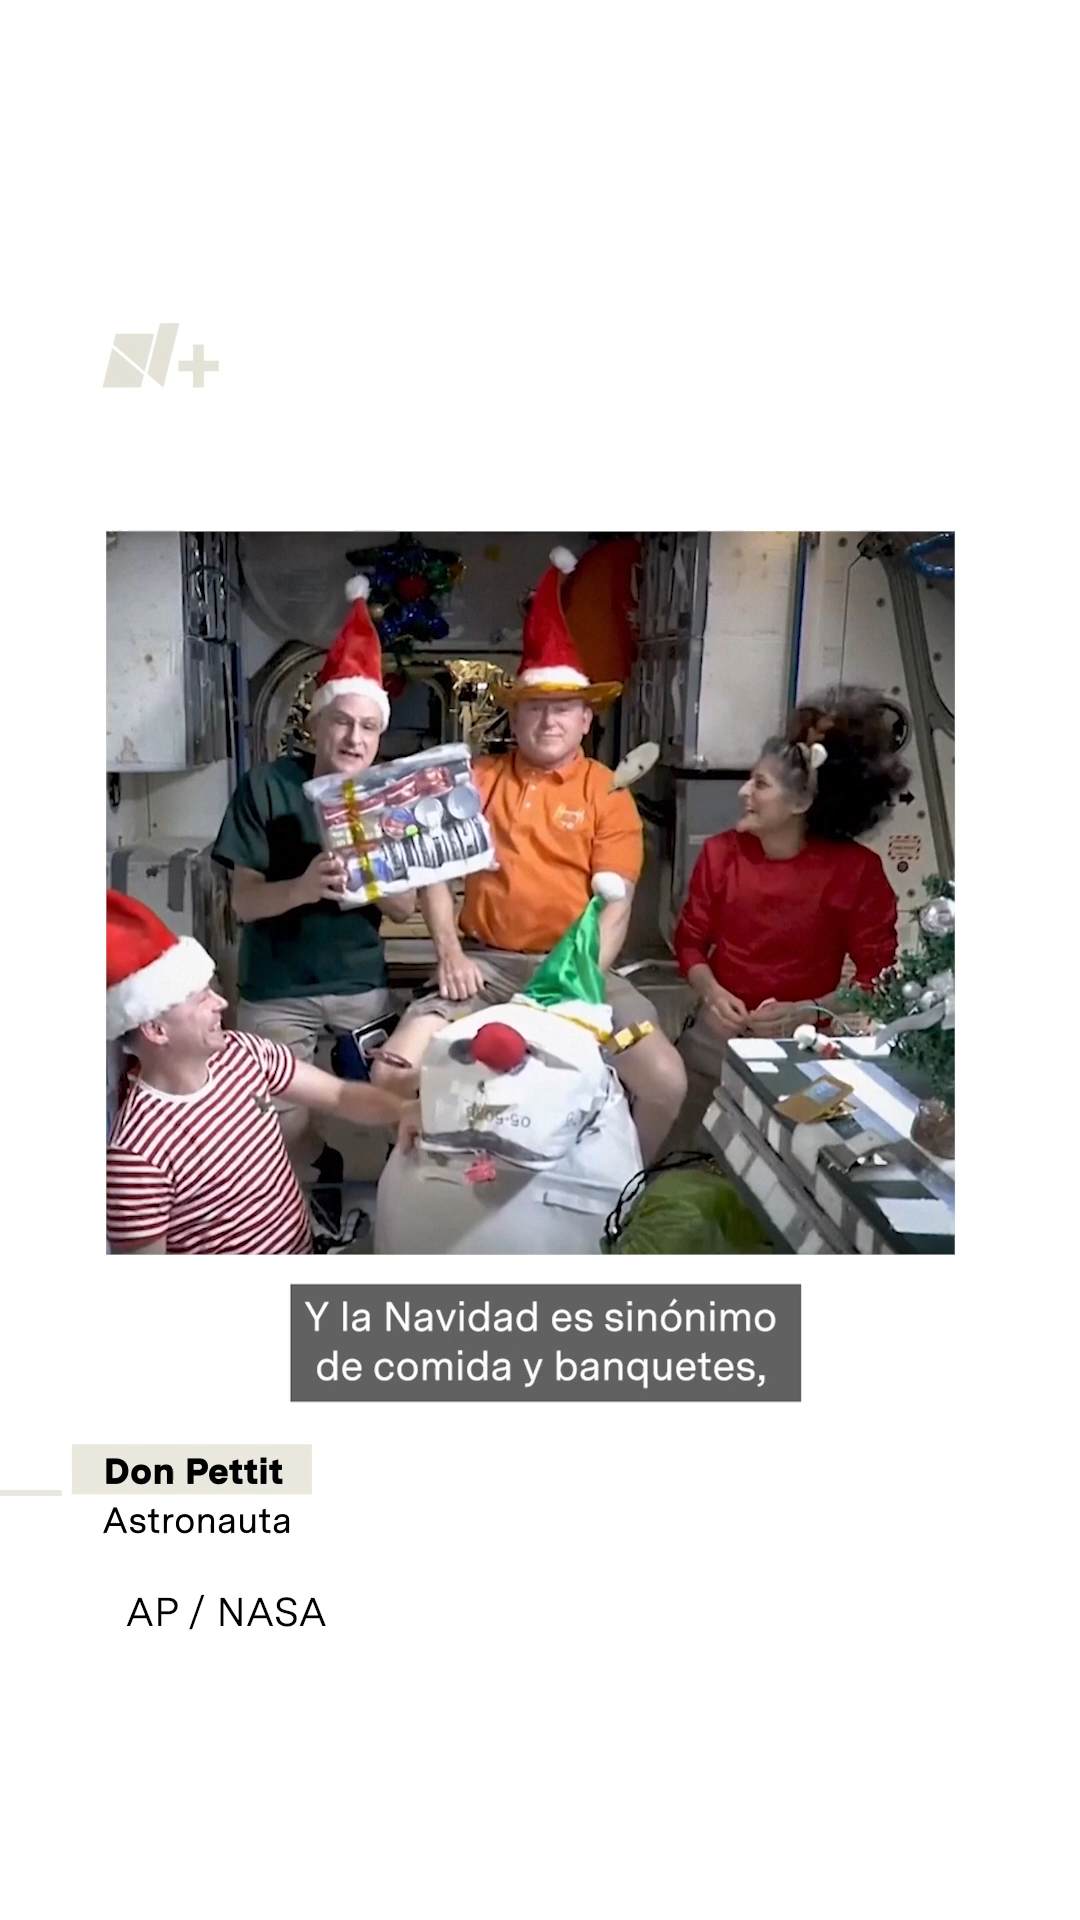 N+
Y la Navidad es sinónimo
de comida y banquetes,
Don Pettit
Astronauta
AP / NASA